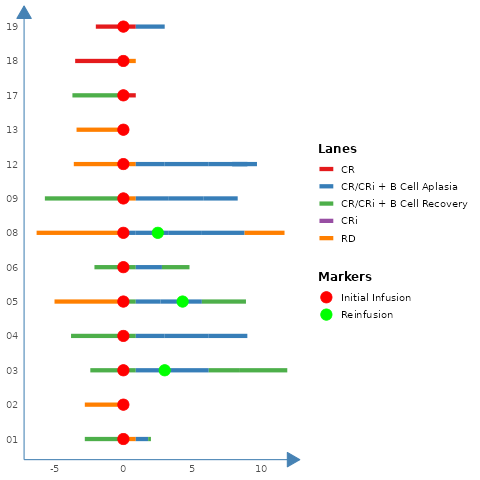 19
18
17
13
12
09
08
06
05
04
03
02
01
-5 0 5 10
Lanes
CR
CR/CRi + B Cell Aplasia
CR/CRi + B Cell Recovery
CRi
RD
Markers
Initial Infusion
Reinfusion